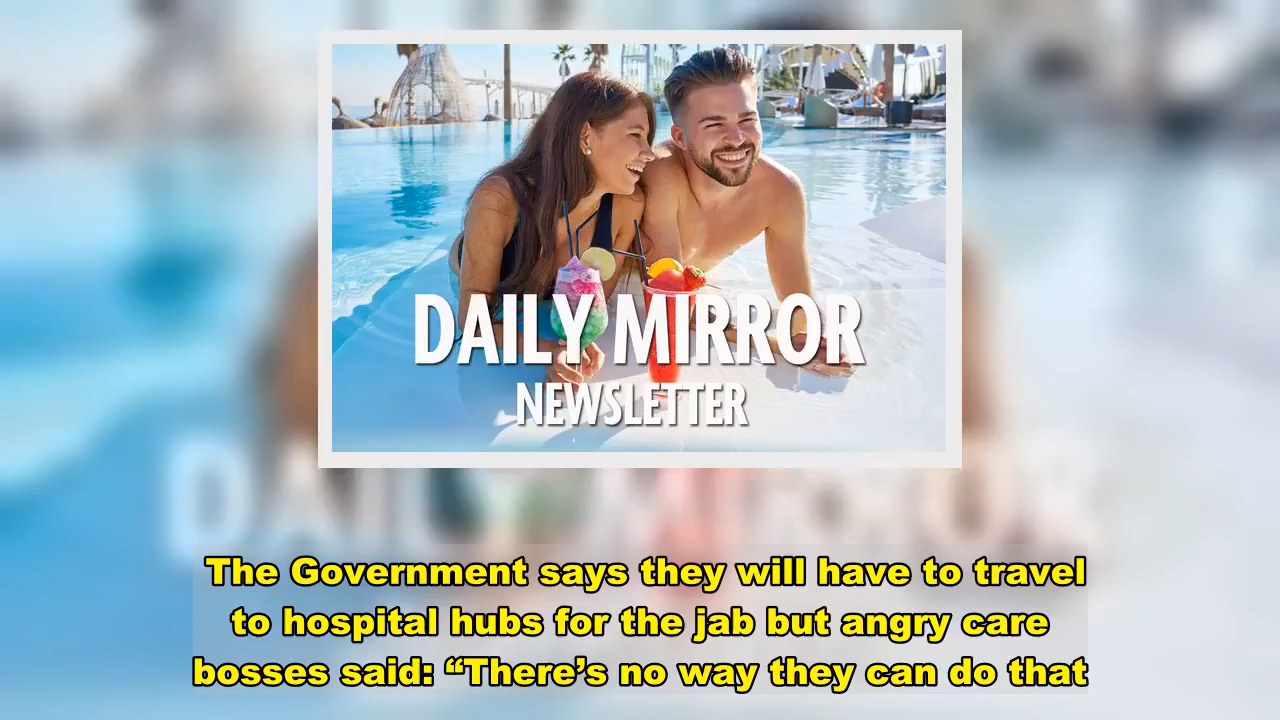 DAILY MIRROR
NEWSLETTER
The Government says they will have to travel
to hospital hubs for the jab but angry care
bosses said: “There’s no way they can do that